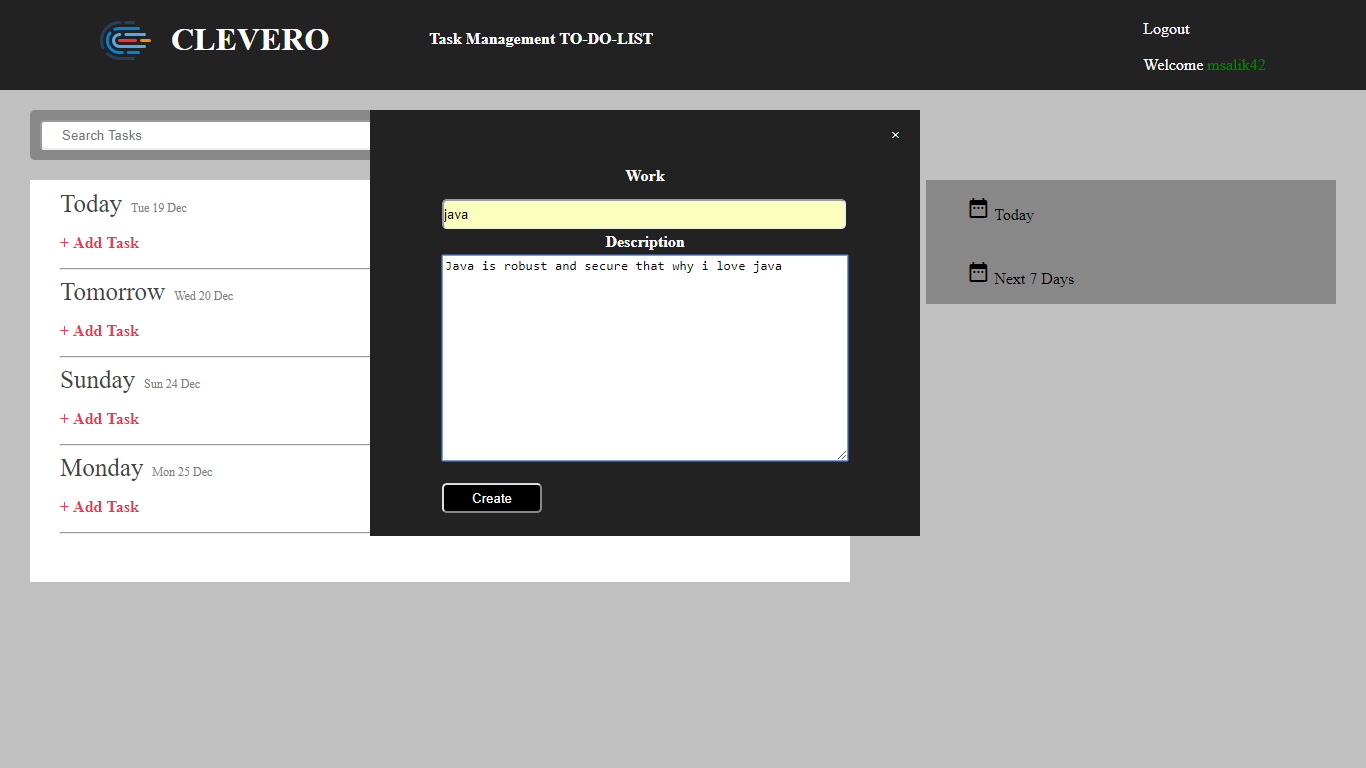 CLEVERO
Task Management TO-DO-LIST
Logout
Welcome msalik42
Search Tasks
×
Work
java
Description
Java is robust and secure that why i love java
Create
Today Tue 19 Dec
+ Add Task
Tomorrow Wed 20 Dec
+ Add Task
Sunday Sun 24 Dec
+ Add Task
Monday Mon 25 Dec
+ Add Task
Today
Next 7 Days